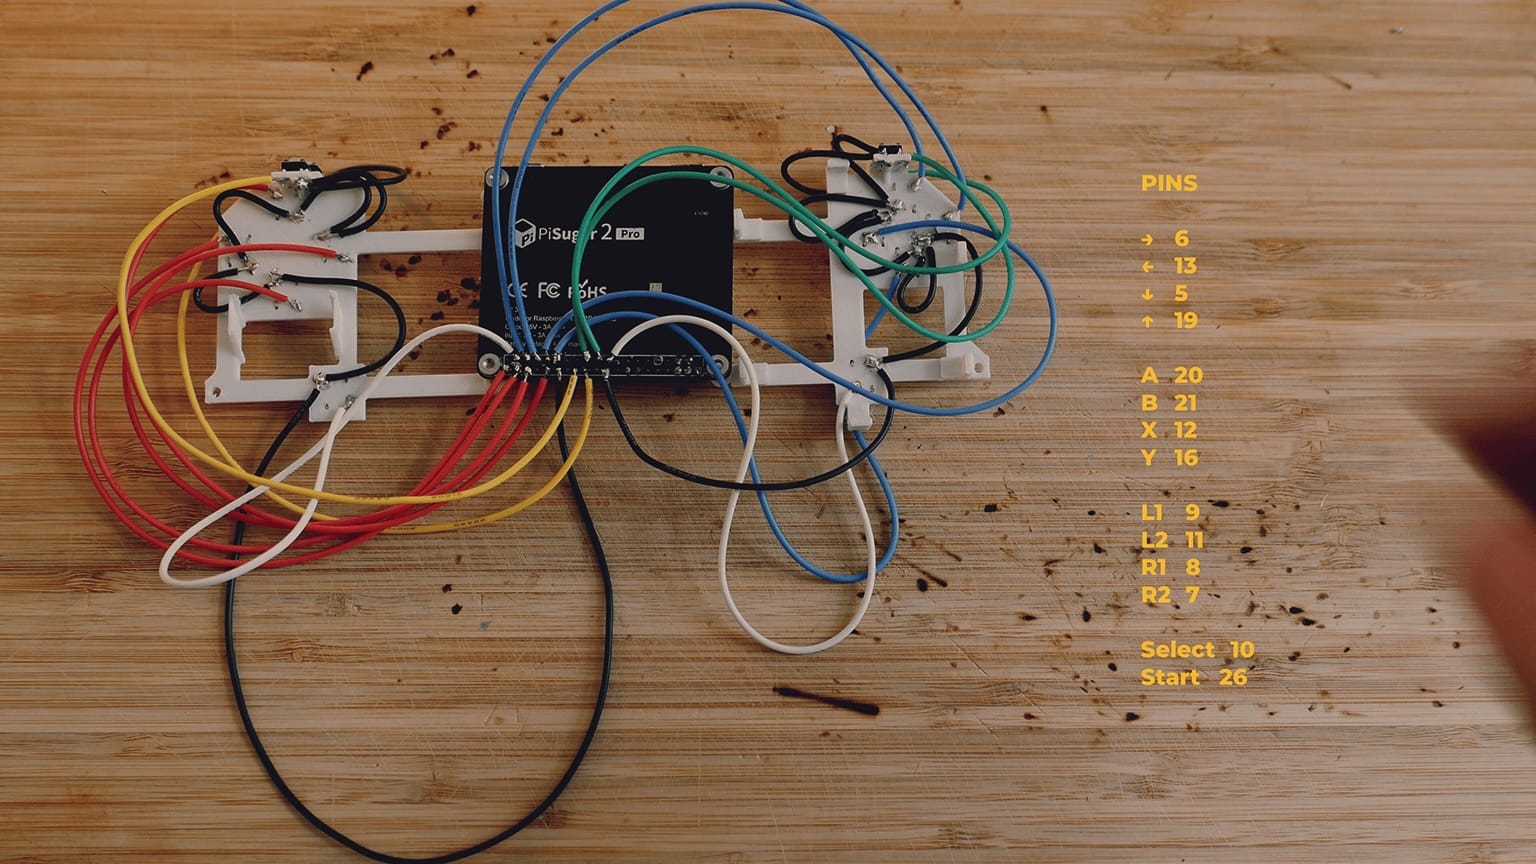 PiSugar 2 Pro
CE FC RoHS
PINS
→ 6
← 13
↓ 5
↑ 19
A 20
B 21
X 12
Y 16
L1 9
L2 11
R1 8
R2 7
Select 10
Start 26